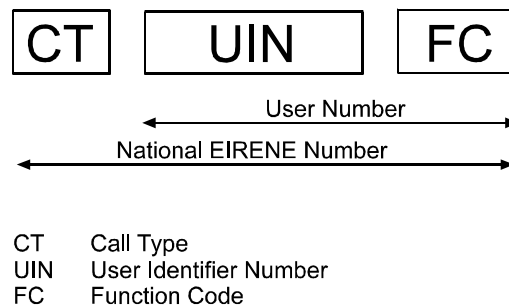 CT UIN FC
User Number
National EIRENE Number
CT Call Type
UIN User Identifier Number
FC Function Code